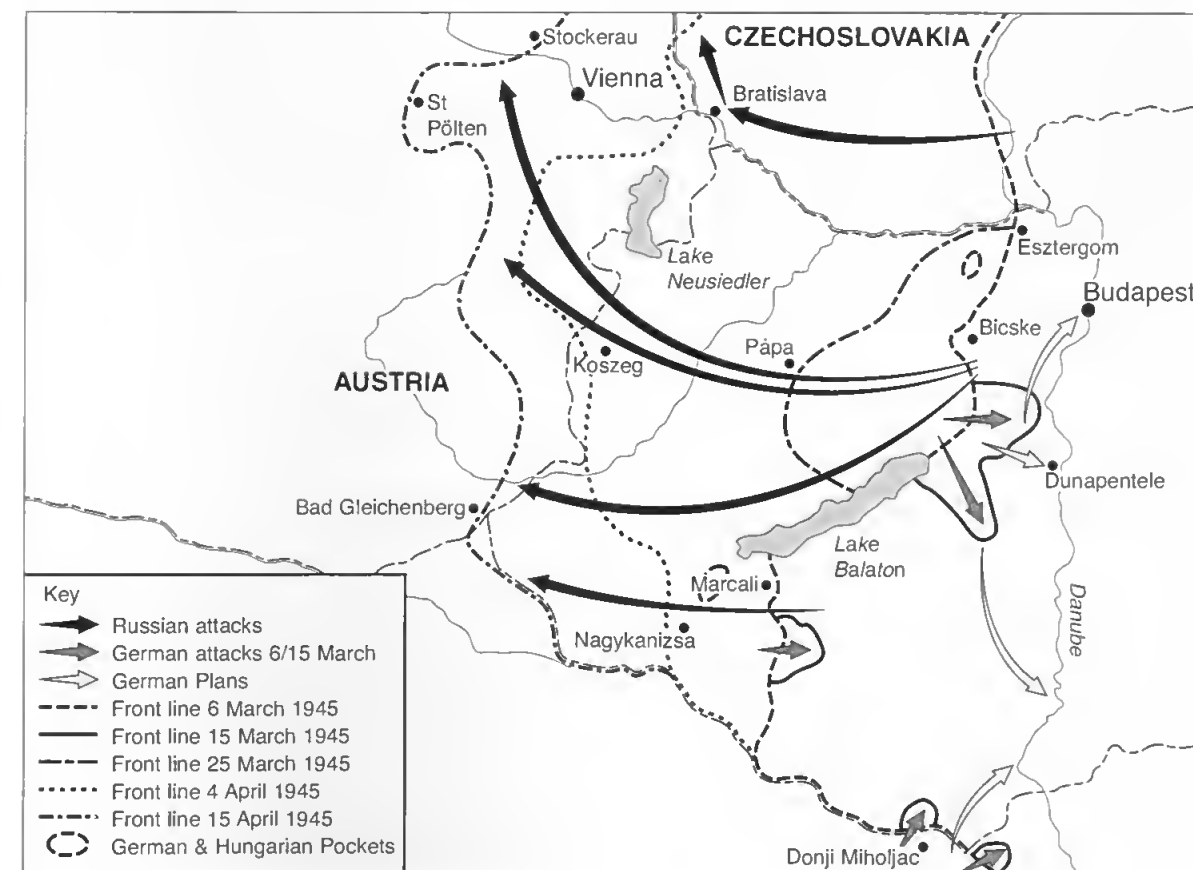 Stockerau
CZECHOSLOVAKIA
Vienna
Bratislava
St
Pölten
Esztergom
Lake
Neusiedler
Budapest
Bicske
Pápa
Koszeg
AUSTRIA
Dunapentele
Bad Gleichenberg
Lake
Balaton
Marcali
Danube
Nagykanizsa
Donji Miholjac
Key
Russian attacks
German attacks 6/15 March
German Plans
Front line 6 March 1945
Front line 15 March 1945
Front line 25 March 1945
Front line 4 April 1945
Front line 15 April 1945
German & Hungarian Pockets